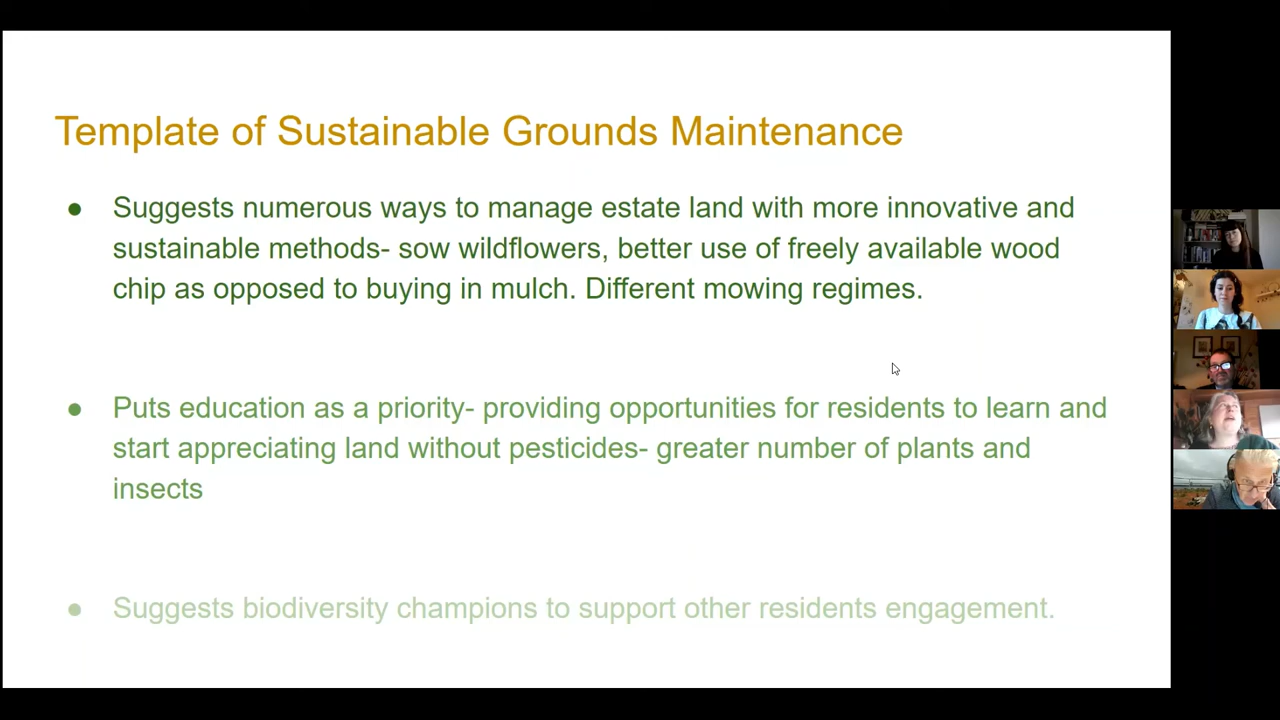 Template of Sustainable Grounds Maintenance
● Suggests numerous ways to manage estate land with more innovative and
sustainable methods- sow wildflowers, better use of freely available wood
chip as opposed to buying in mulch. Different mowing regimes.
● Puts education as a priority- providing opportunities for residents to learn and
start appreciating land without pesticides- greater number of plants and
insects
● Suggests biodiversity champions to support other residents engagement.